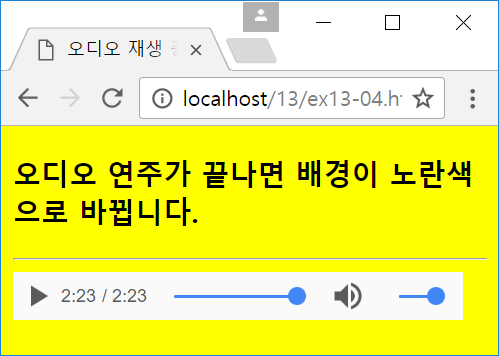 오디오 재생
localhost/13/ex13-04.h
오디오 연주가 끝나면 배경이 노란색
으로 바뀝니다.
2:23 / 2:23